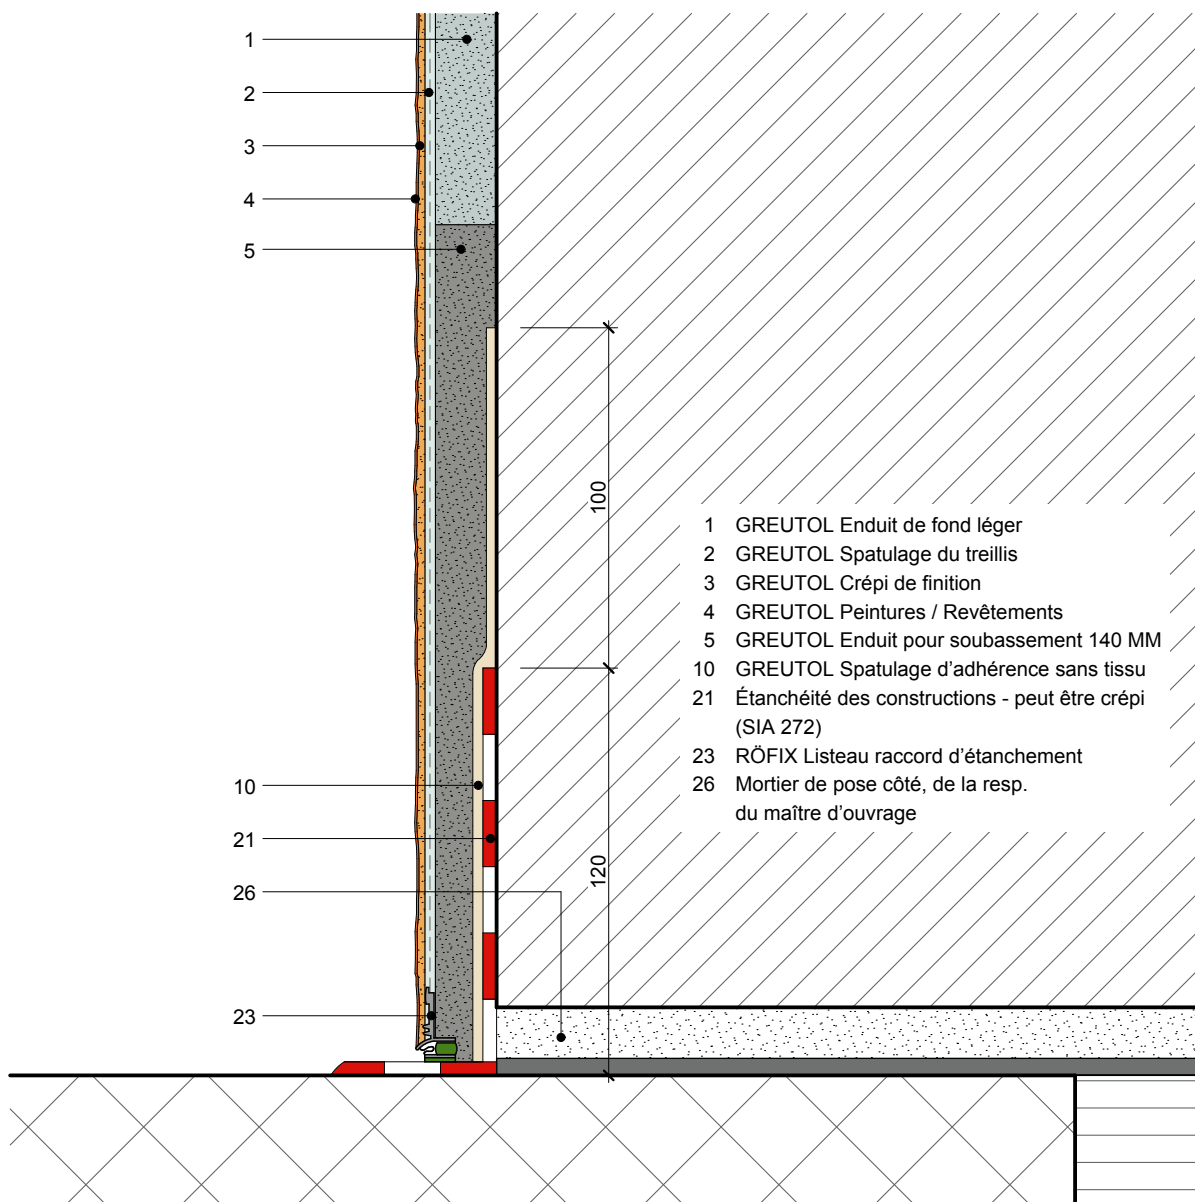 1
2
3
4
5
100
1 GREUTOL Enduit de fond léger
2 GREUTOL Spatulage du treillis
3 GREUTOL Crépi de finition
4 GREUTOL Peintures / Revêtements
5 GREUTOL Enduit pour soubassement 140 MM
10 GREUTOL Spatulage d’adhérence sans tissu
21 Étanchéité des constructions - peut être crépi
(SIA 272)
23 RÖFIX Listeau raccord d’étanchement
26 Mortier de pose côté, de la resp.
du maître d’ouvrage
10
21
120
26
23